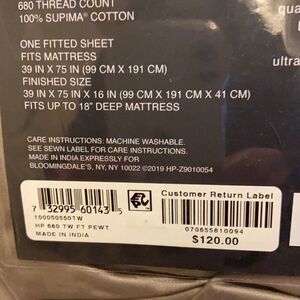 680 THREAD COUNT
100% SUPIMA® COTTON
ONE FITTED SHEET
FITS MATTRESS
39 IN X 75 IN (99 CM X 191 CM)
FINISHED SIZE
39 IN X 75 IN X 16 IN (99 CM X 191 CM X 41 CM)
FITS UP TO 18" DEEP MATTRESS
CARE INSTRUCTIONS: MACHINE WASHABLE.
SEE SEWN LABEL FOR CARE INSTRUCTIONS.
MADE IN INDIA EXPRESSLY FOR
BLOOMINGDALE'S, NY, NY 10022 ©2019 HP-Z9010054
qua
ultra
7 32995 60143 5
100050550TW
HP 680 TW FT PEWT
MADE IN INDIA
Customer Return Label
070655810094
$120.00